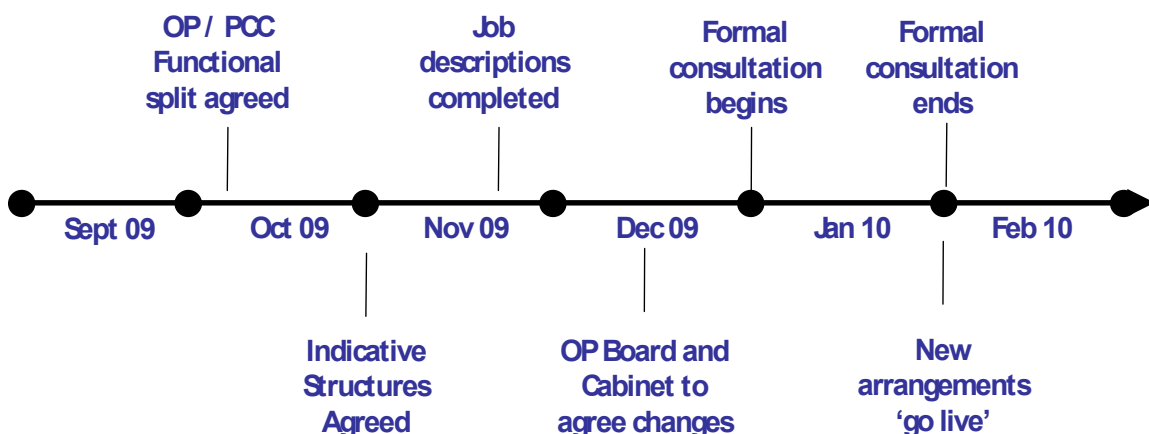 OP / PCC
Functional
split agreed
Job
descriptions
completed
Formal
consultation
begins
Formal
consultation
ends
Sept 09
Oct 09
Nov 09
Dec 09
Jan 10
Feb 10
Indicative
Structures
Agreed
OP Board and
Cabinet to
agree changes
New
arrangements
‘go live’